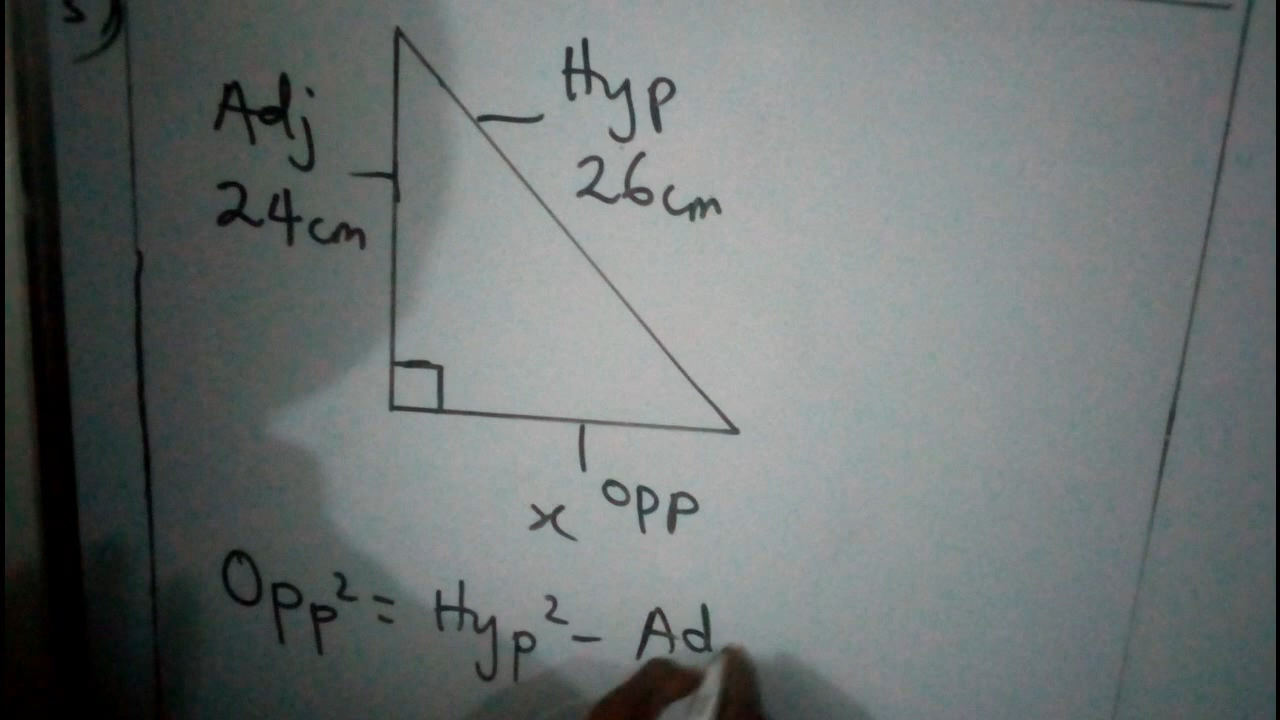 Adj
24cm
Hyp
26cm
x opp
Opp² = Hyp² - Ad